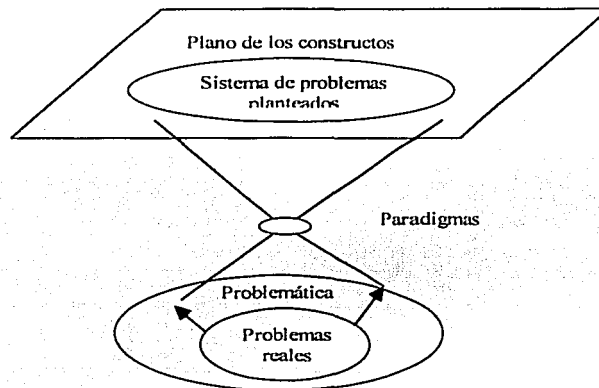 Plano de los constructos
Sistema de problemas
planteados
Paradigmas
Problemática
Problemas
reales